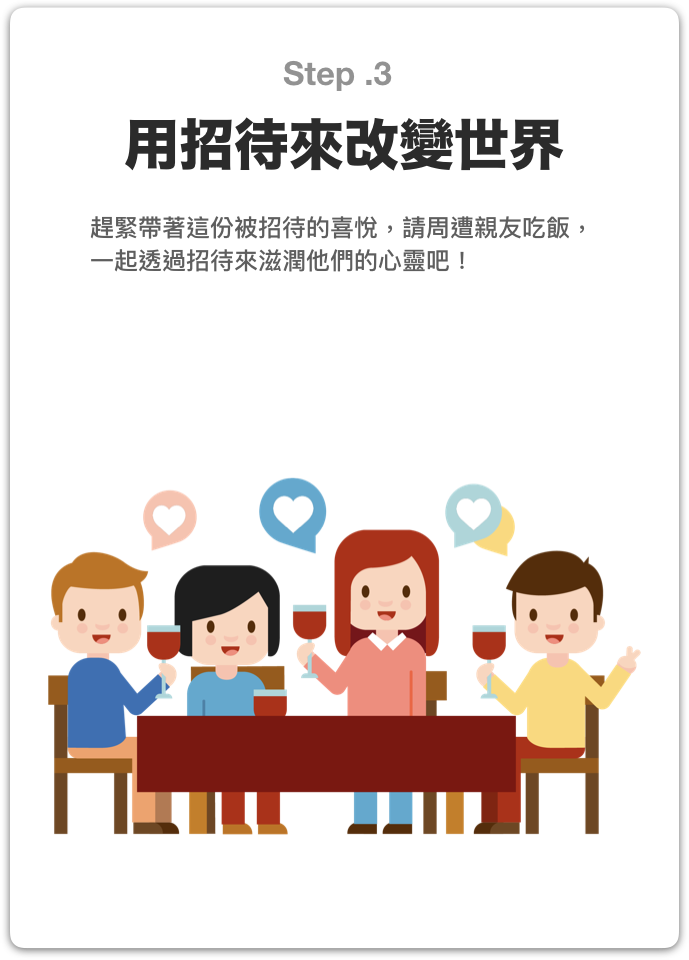 Step .3
用招待來改變世界
趕緊帶著這份被招待的喜悅，請周遭親友吃飯，
一起透過招待來滋潤他們的心靈吧！